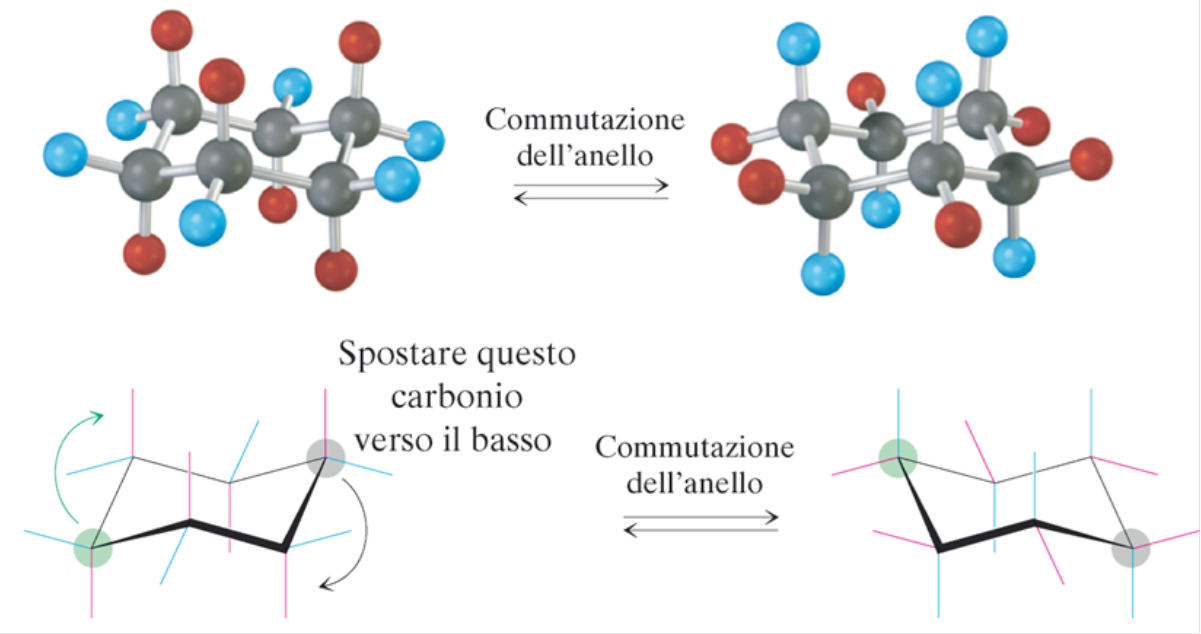 Commutazione
dell’anello
Spostare questo
carbonio
verso il basso
Commutazione
dell’anello